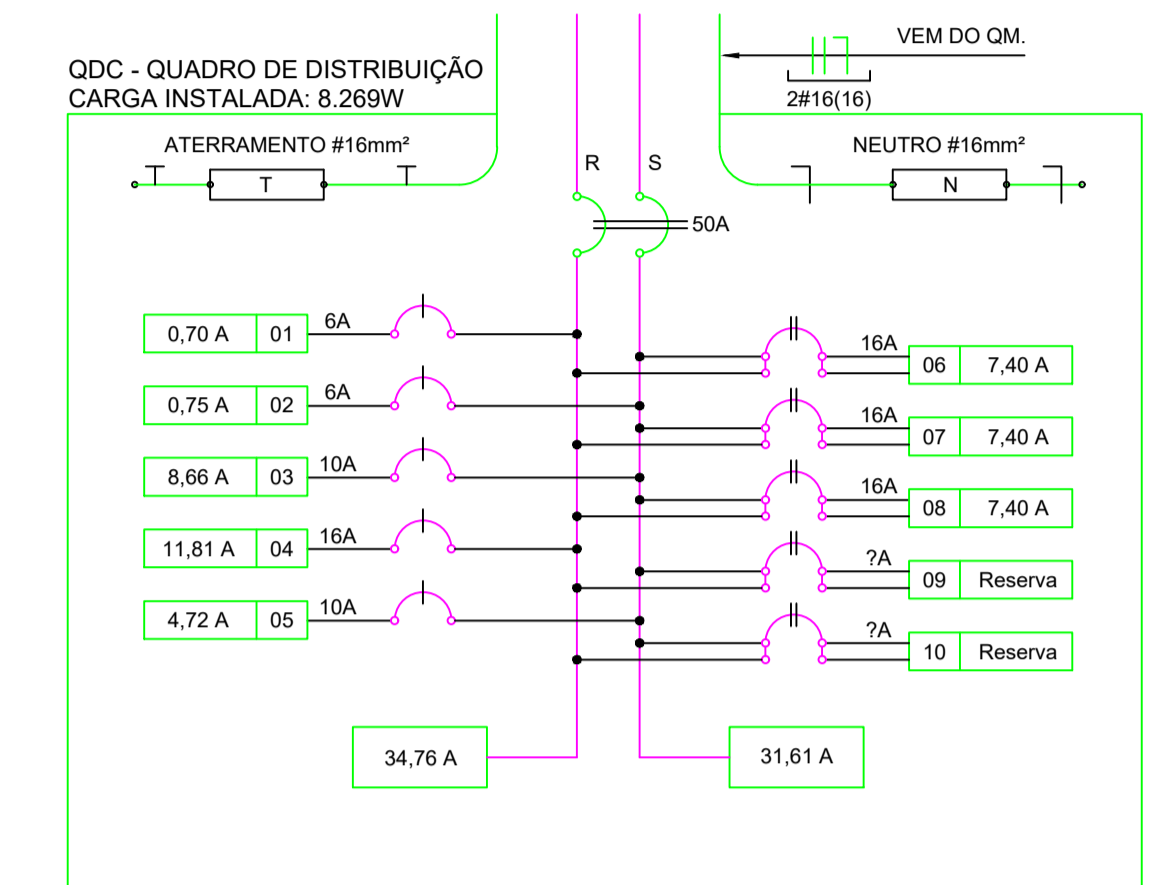 VEM DO QM.
QDC - QUADRO DE DISTRIBUIÇÃO
CARGA INSTALADA: 8.269W
2#16(16)
ATERRAMENTO #16mm²
NEUTRO #16mm²
T
R
S
N
50A
0,70 A 01 6A
16A 06 7,40 A
0,75 A 02 6A
16A 07 7,40 A
8,66 A 03 10A
16A 08 7,40 A
11,81 A 04 16A
?A 09 Reserva
4,72 A 05 10A
?A 10 Reserva
34,76 A
31,61 A